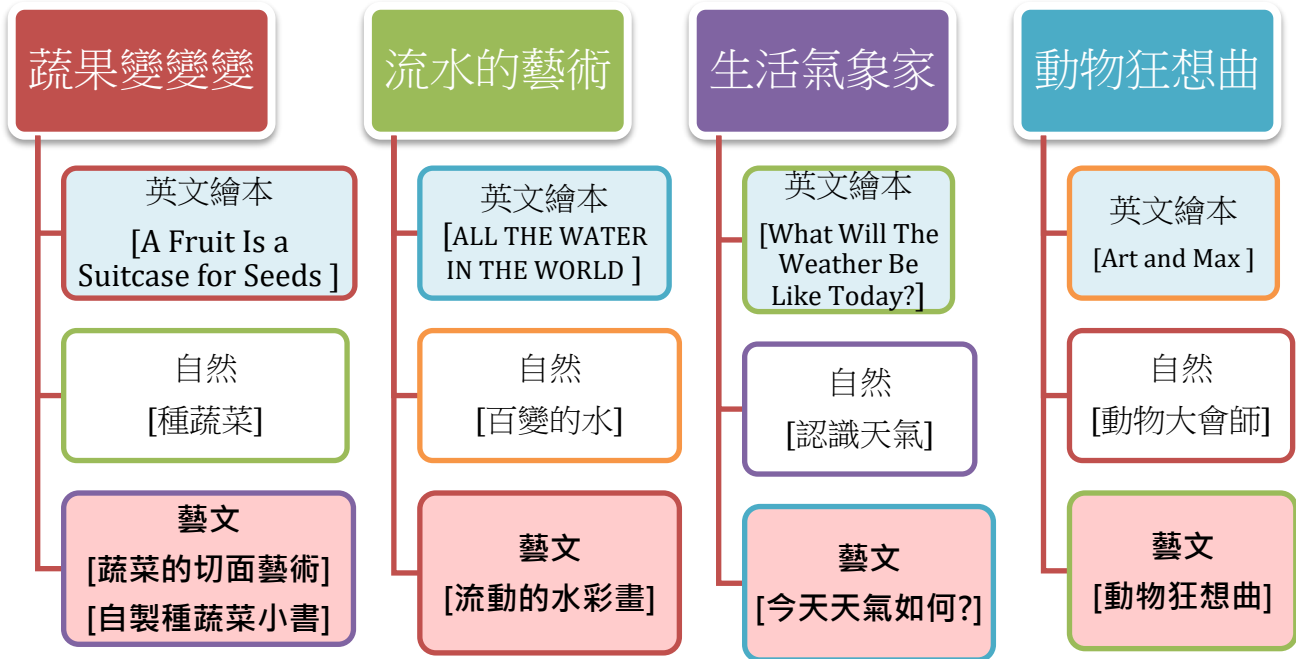 蔬果變變變
英文繪本
[A Fruit Is a
Suitcase for Seeds ]
自然
[種蔬菜]
藝文
[蔬菜的切面藝術]
[自製種蔬菜小書]
流水的藝術
英文繪本
[ALL THE WATER
IN THE WORLD ]
自然
[百變的水]
藝文
[流動的水彩畫]
生活氣象家
英文繪本
[What Will The
Weather Be
Like Today?]
自然
[認識天氣]
藝文
[今天天氣如何?]
動物狂想曲
英文繪本
[Art and Max ]
自然
[動物大會師]
藝文
[動物狂想曲]